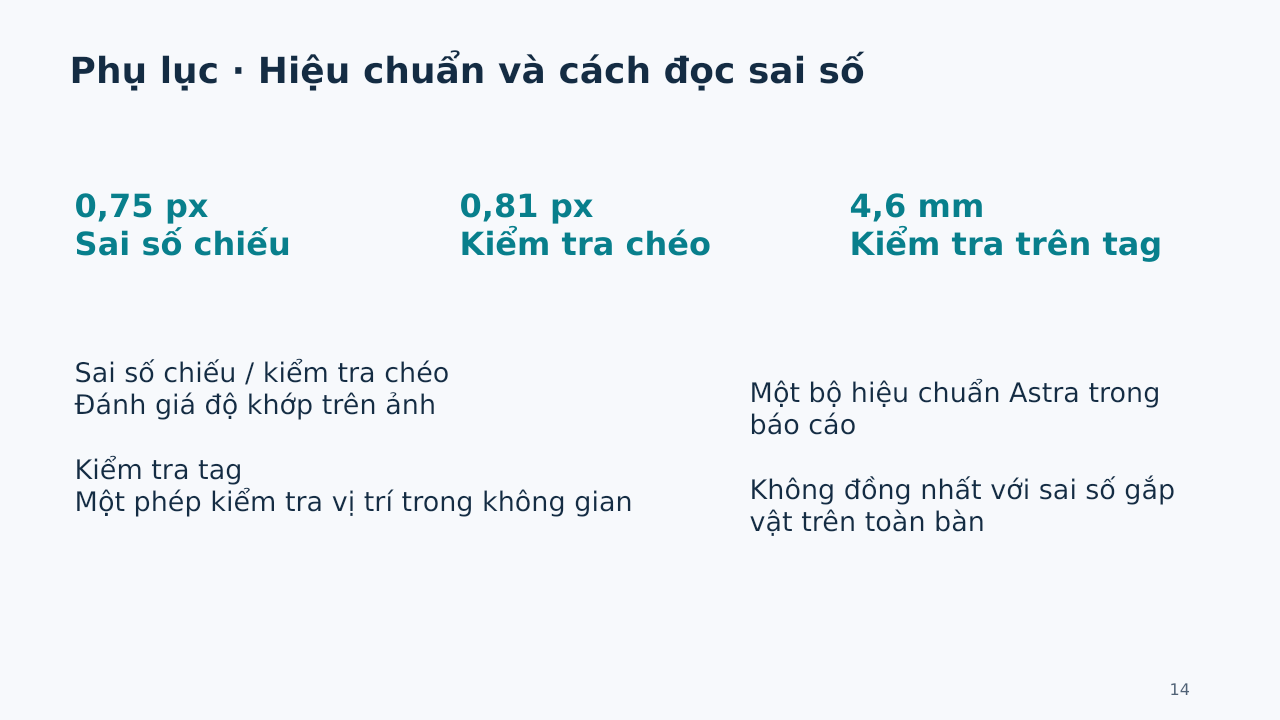 Phụ lục · Hiệu chuẩn và cách đọc sai số
0,75 px
Sai số chiếu
0,81 px
Kiểm tra chéo
4,6 mm
Kiểm tra trên tag
Sai số chiếu / kiểm tra chéo
Đánh giá độ khớp trên ảnh
Kiểm tra tag
Một phép kiểm tra vị trí trong không gian
Một bộ hiệu chuẩn Astra trong
báo cáo
Không đồng nhất với sai số gắp
vật trên toàn bàn
14